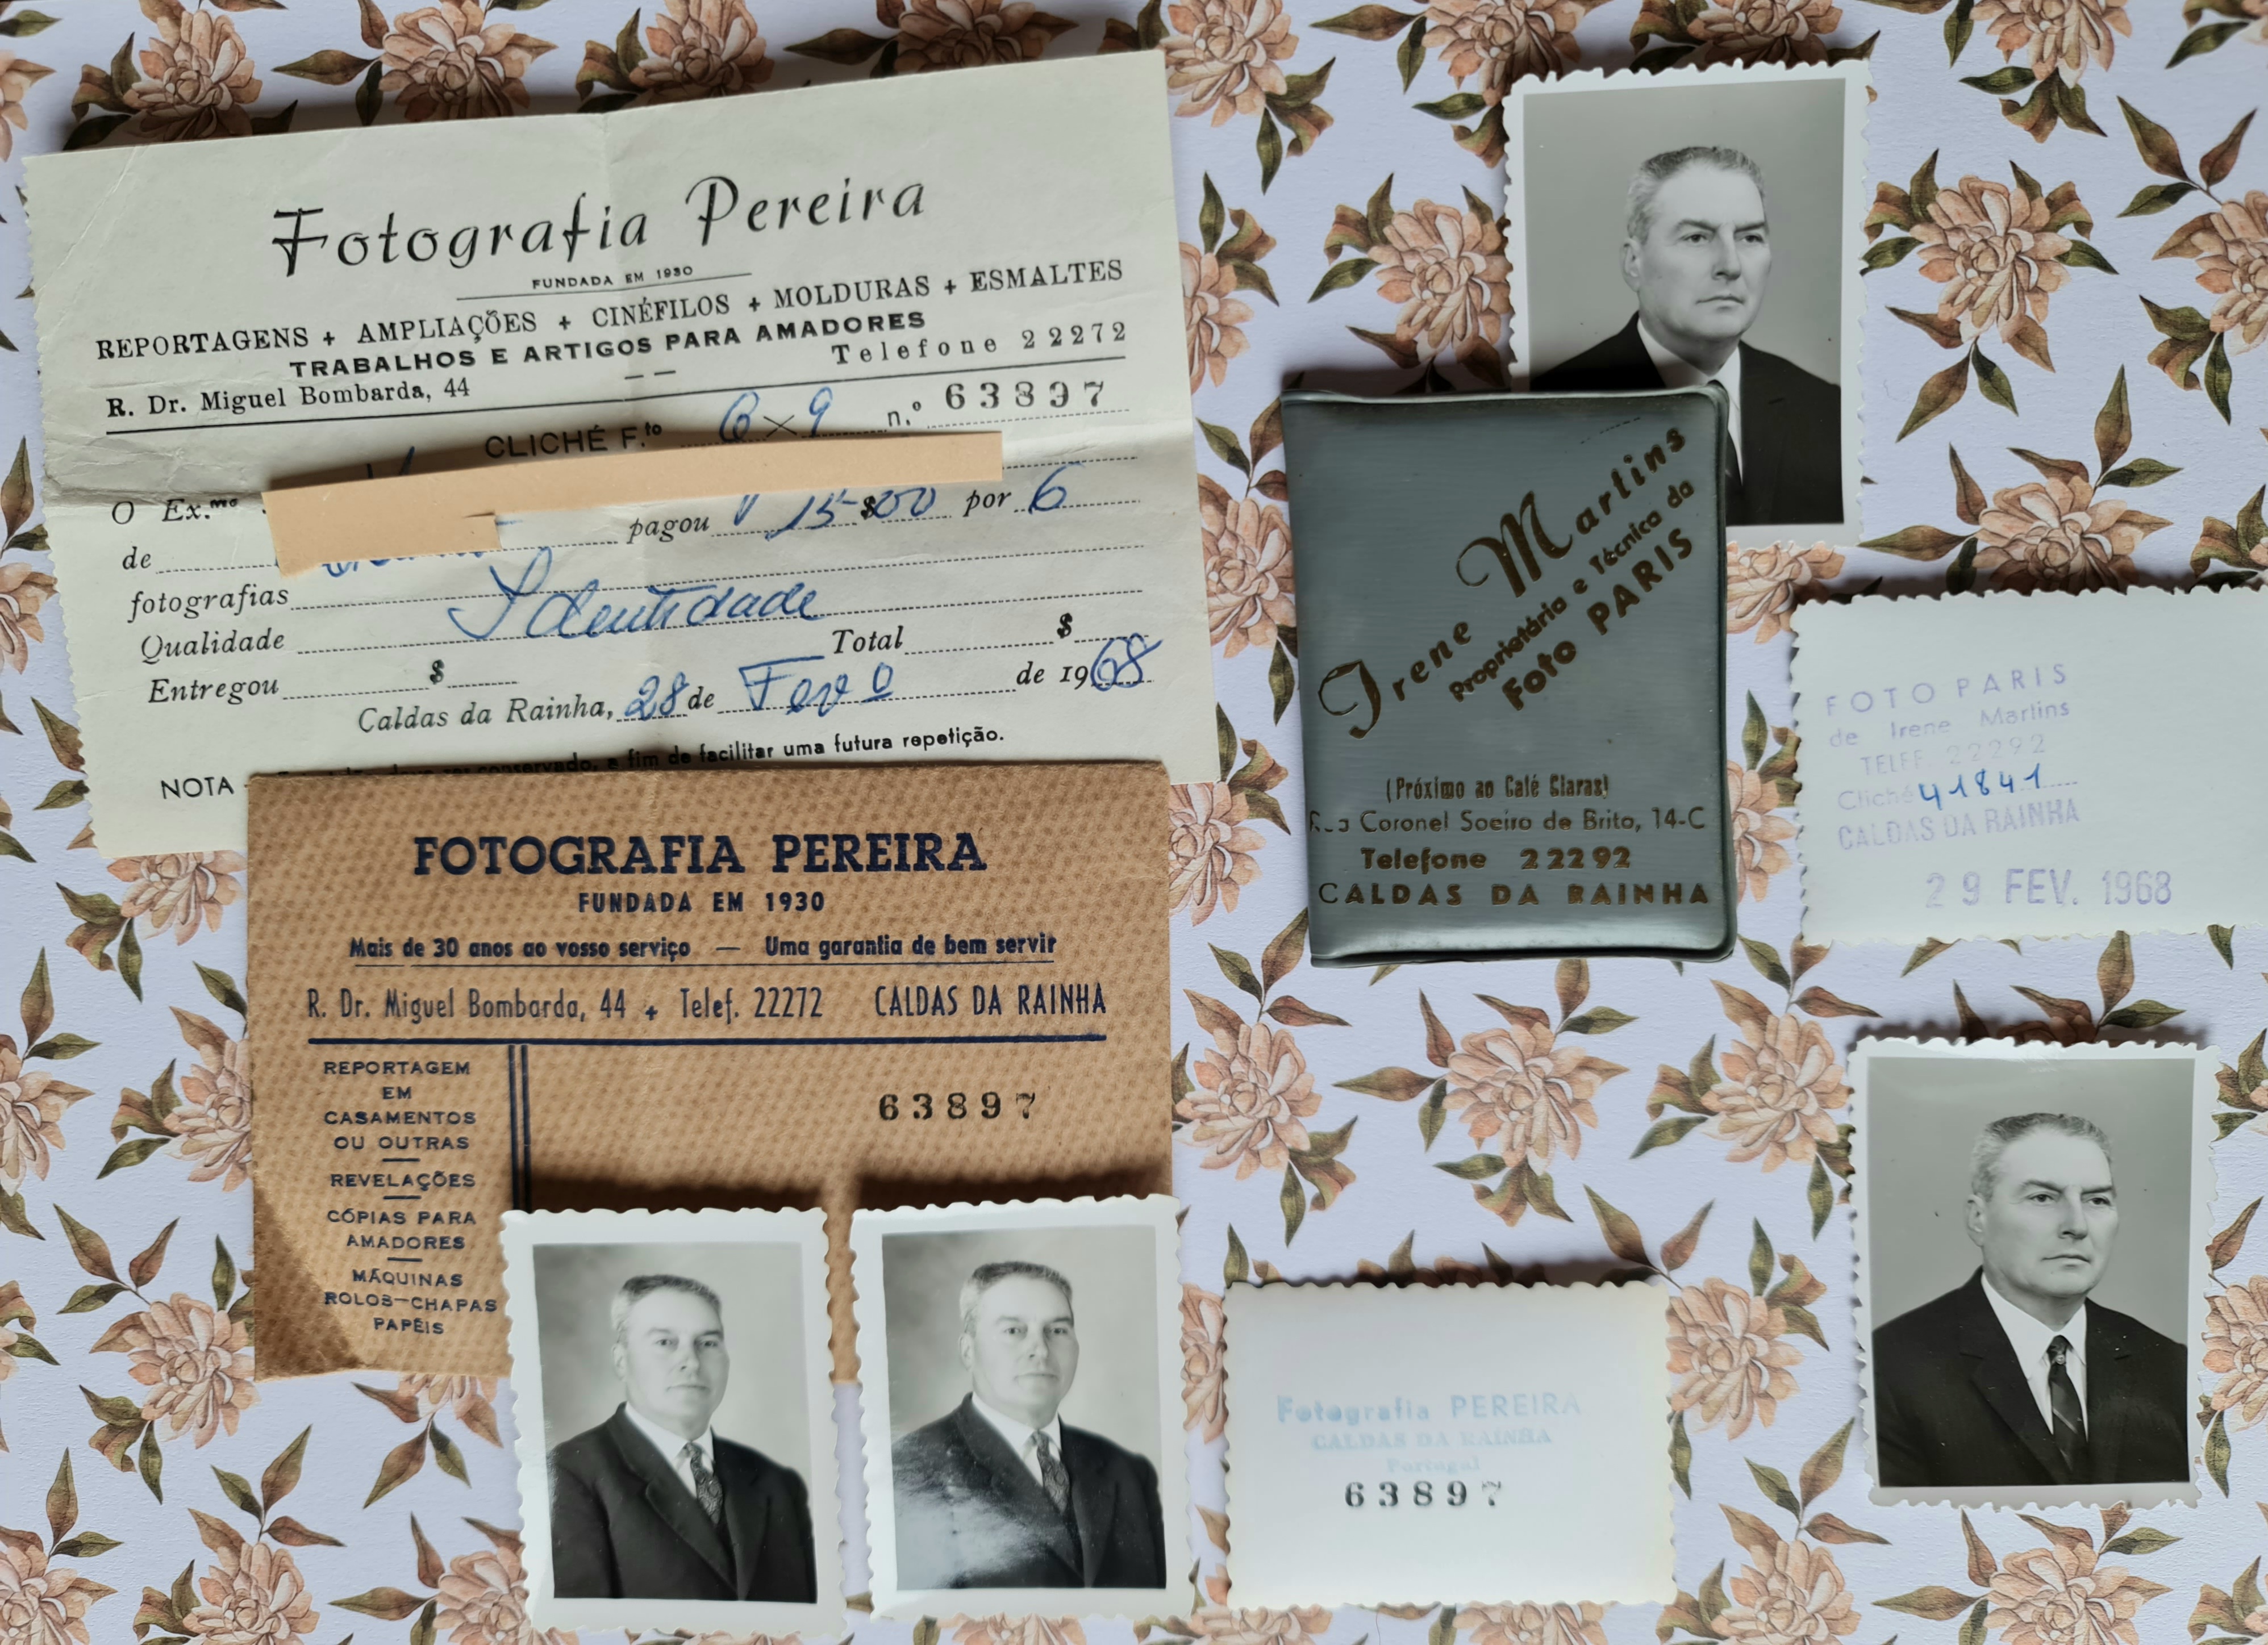 Fotografia Pereira
FUNDADA EM 1930
REPORTAGENS + AMPLIAÇÕES + CINÉFILOS + MOLDURAS + ESMALTES
TRABALHOS E ARTIGOS PARA AMADORES
R. Dr. Miguel Bombarda, 44 Telefone 22272
CLICHÉ F.to 6x9 n.º 63897
O Ex.mo
de pagou 15$00 por 6
fotografias
Qualidade Identidade
Entregou $ Total $
Caldas da Rainha, 28 de Fevº de 1968
NOTA conservado, a fim de facilitar uma futura repetição.
FOTOGRAFIA PEREIRA
FUNDADA EM 1930
Mais de 30 anos ao vosso serviço — Uma garantia de bem servir
R. Dr. Miguel Bombarda, 44 + Telef. 22272 CALDAS DA RAINHA
REPORTAGEM
EM
CASAMENTOS
OU OUTRAS
REVELAÇÕES
CÓPIAS PARA
AMADORES
MÁQUINAS
ROLOS—CHAPAS
PAPÉIS
63897
Irene Martins
Proprietária e Técnica da
Foto PARIS
(Próximo ao Café Claras)
Rua Coronel Soeiro de Brito, 14-C
Telefone 22292
CALDAS DA RAINHA
FOTO PARIS
de Irene Martins
TELEF. 22292
Cliché 41841
CALDAS DA RAINHA
29 FEV. 1968
Fotografia PEREIRA
CALDAS DA RAINHA
Portugal
63897